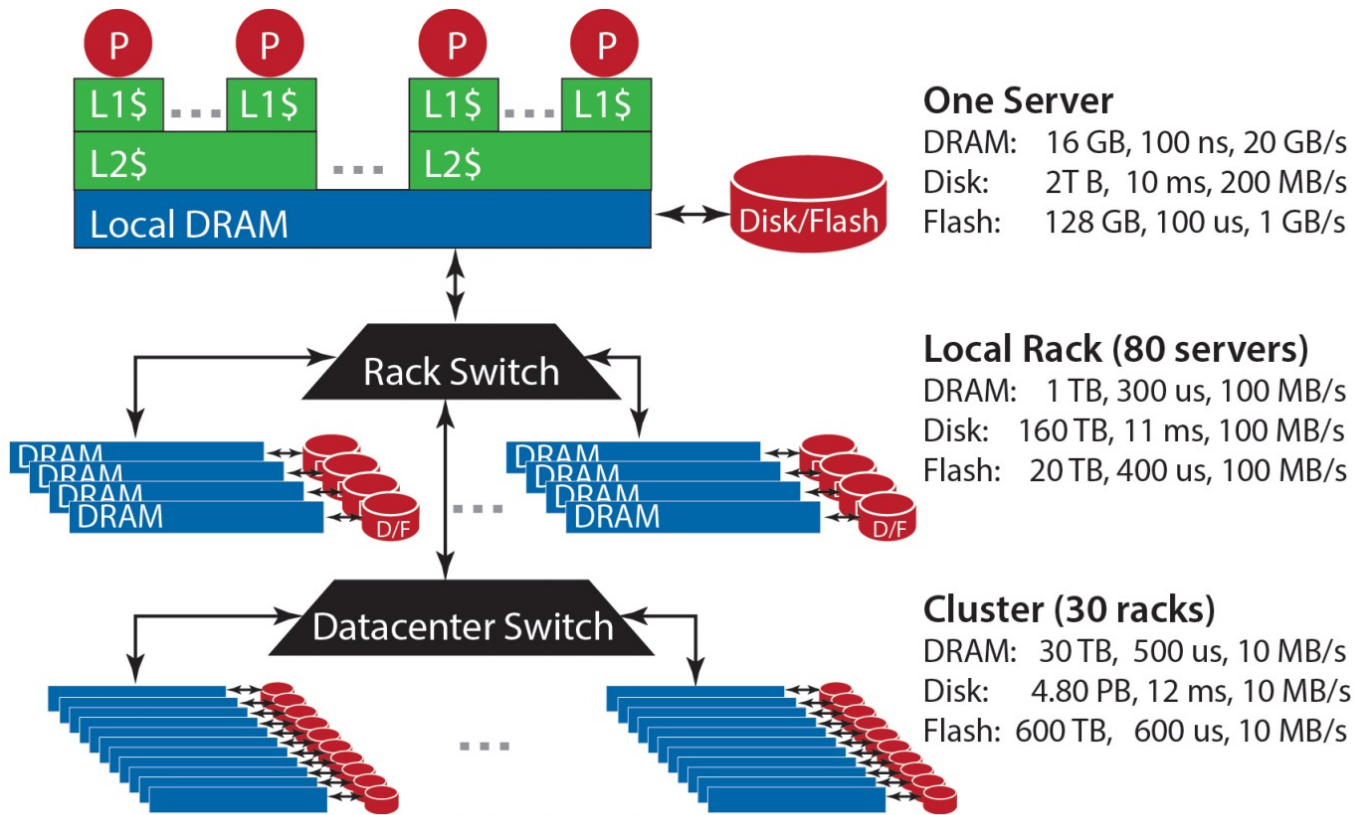 P P P P
L1$ L1$ L1$ L1$
L2$ L2$
Local DRAM
Disk/Flash
One Server
DRAM: 16 GB, 100 ns, 20 GB/s
Disk: 2T B, 10 ms, 200 MB/s
Flash: 128 GB, 100 us, 1 GB/s
Rack Switch
DRAM DRAM
DRAM DRAM
DRAM DRAM
DRAM DRAM
D/F D/F
Local Rack (80 servers)
DRAM: 1 TB, 300 us, 100 MB/s
Disk: 160 TB, 11 ms, 100 MB/s
Flash: 20 TB, 400 us, 100 MB/s
Datacenter Switch
Cluster (30 racks)
DRAM: 30 TB, 500 us, 10 MB/s
Disk: 4.80 PB, 12 ms, 10 MB/s
Flash: 600 TB, 600 us, 10 MB/s